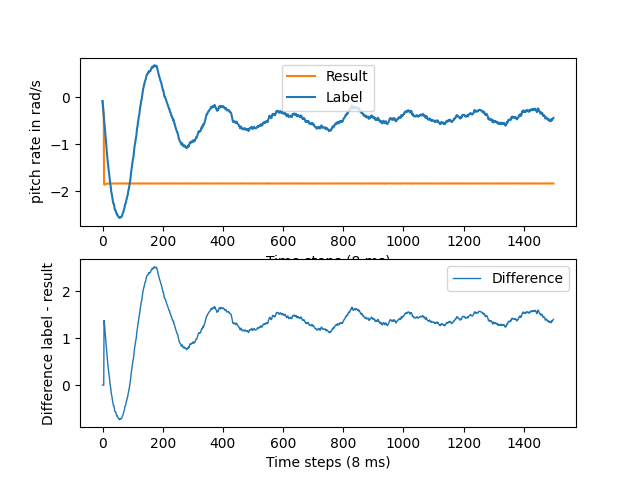 pitch rate in rad/s
0
−1
−2
Result
Label
0 200 400 600 800 1000 1200 1400
Time steps (8 ms)
Difference label - result
2
1
0
Difference
0 200 400 600 800 1000 1200 1400
Time steps (8 ms)